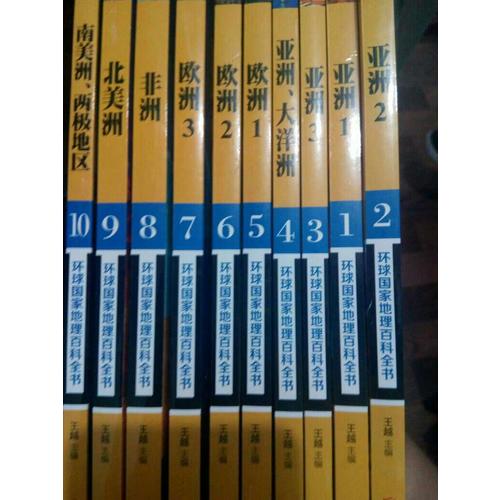 南美洲、两极地区
10
环球国家地理百科全书
王越 主编
北美洲
9
环球国家地理百科全书
王越 主编
非洲
8
环球国家地理百科全书
王越 主编
欧洲 3
7
环球国家地理百科全书
王越 主编
欧洲 2
6
环球国家地理百科全书
王越 主编
欧洲 1
5
环球国家地理百科全书
王越 主编
亚洲、大洋洲
4
环球国家地理百科全书
王越 主编
亚洲 3
3
环球国家地理百科全书
王越 主编
亚洲 1
1
环球国家地理百科全书
王越 主编
亚洲 2
2
环球国家地理百科全书
王越 主编